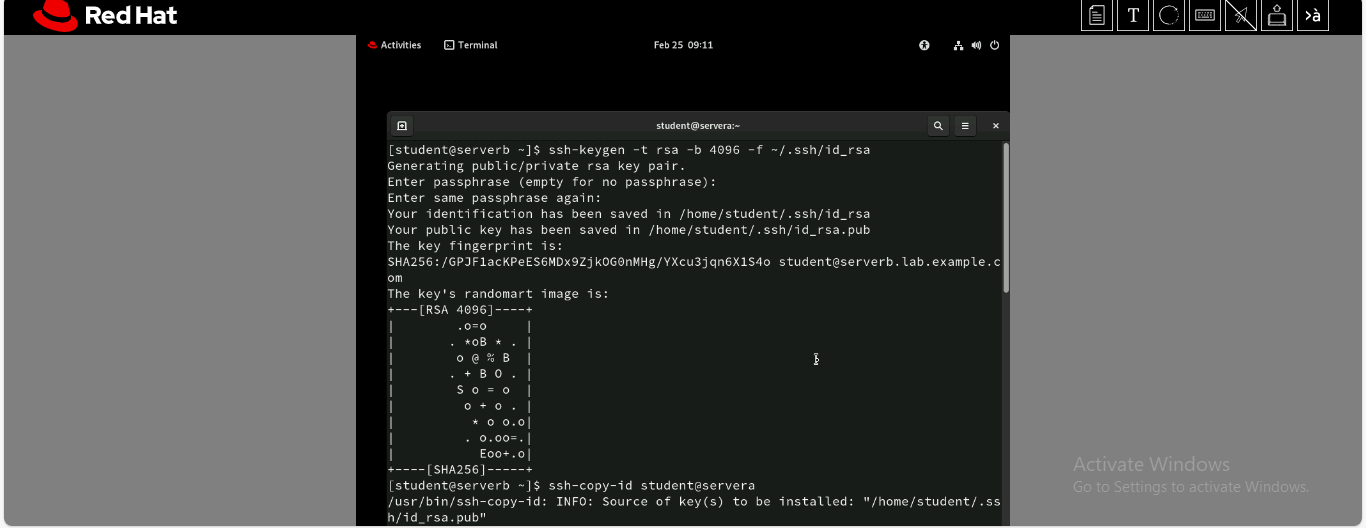 Red Hat
T
>à
Activities Terminal Feb 25 09:11
student@servera:~
[student@serverb ~]$ ssh-keygen -t rsa -b 4096 -f ~/.ssh/id_rsa
Generating public/private rsa key pair.
Enter passphrase (empty for no passphrase):
Enter same passphrase again:
Your identification has been saved in /home/student/.ssh/id_rsa
Your public key has been saved in /home/student/.ssh/id_rsa.pub
The key fingerprint is:
SHA256:/GPJF1acKPeES6MDx9ZjkOG0nMHg/YXcu3jqn6X1S4o student@serverb.lab.example.c
om
The key's randomart image is:
+---[RSA 4096]----+
|        .o=o     |
|       . *oB * . |
|        o @ % B  |
|       . + B O . |
|        S o = o  |
|         o + o . |
|          * o o.o|
|         . o.oo=.|
|           Eoo+.o|
+----[SHA256]-----+
[student@serverb ~]$ ssh-copy-id student@servera
/usr/bin/ssh-copy-id: INFO: Source of key(s) to be installed: "/home/student/.ss
h/id_rsa.pub"
Activate Windows
Go to Settings to activate Windows.